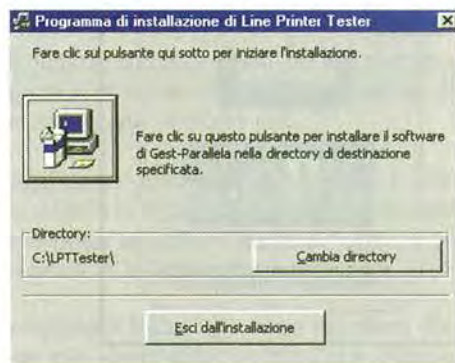 Programma di installazione di Line Printer Tester
Fare clic sul pulsante qui sotto per iniziare l'installazione.
Fare clic su questo pulsante per installare il software
di Gest-Parallela nella directory di destinazione
specificata.
Directory:
C:\LPTTester\
Cambia directory
Esci dall'installazione